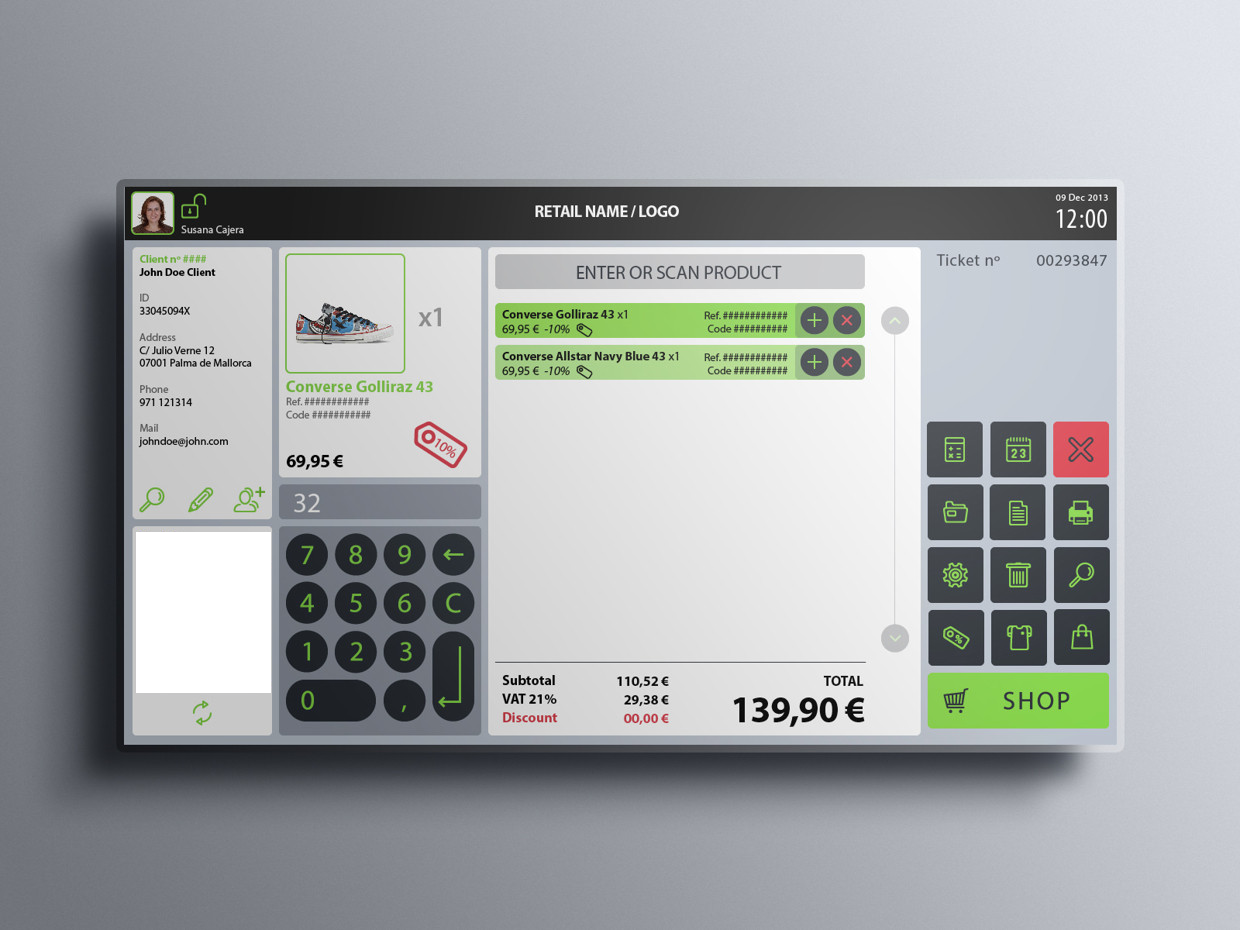 Susana Cajera
RETAIL NAME / LOGO
09 Dec 2013
12:00
Client nº ####
John Doe Client
ID
33045094X
Address
C/ Julio Verne 12
07001 Palma de Mallorca
Phone
971 121314
Mail
johndoe@john.com
x1
Converse Golliraz 43
Ref. ############
Code ###########
69,95 €
10%
32
7 8 9 ←
4 5 6 C
1 2 3
0 ,
ENTER OR SCAN PRODUCT
Converse Golliraz 43 x1 Ref. ############
69,95 € -10% Code ##########
Converse Allstar Navy Blue 43 x1 Ref. ############
69,95 € -10% Code ##########
Subtotal 110,52 €
VAT 21% 29,38 €
Discount 00,00 €
TOTAL
139,90 €
Ticket nº 00293847
23
%
SHOP